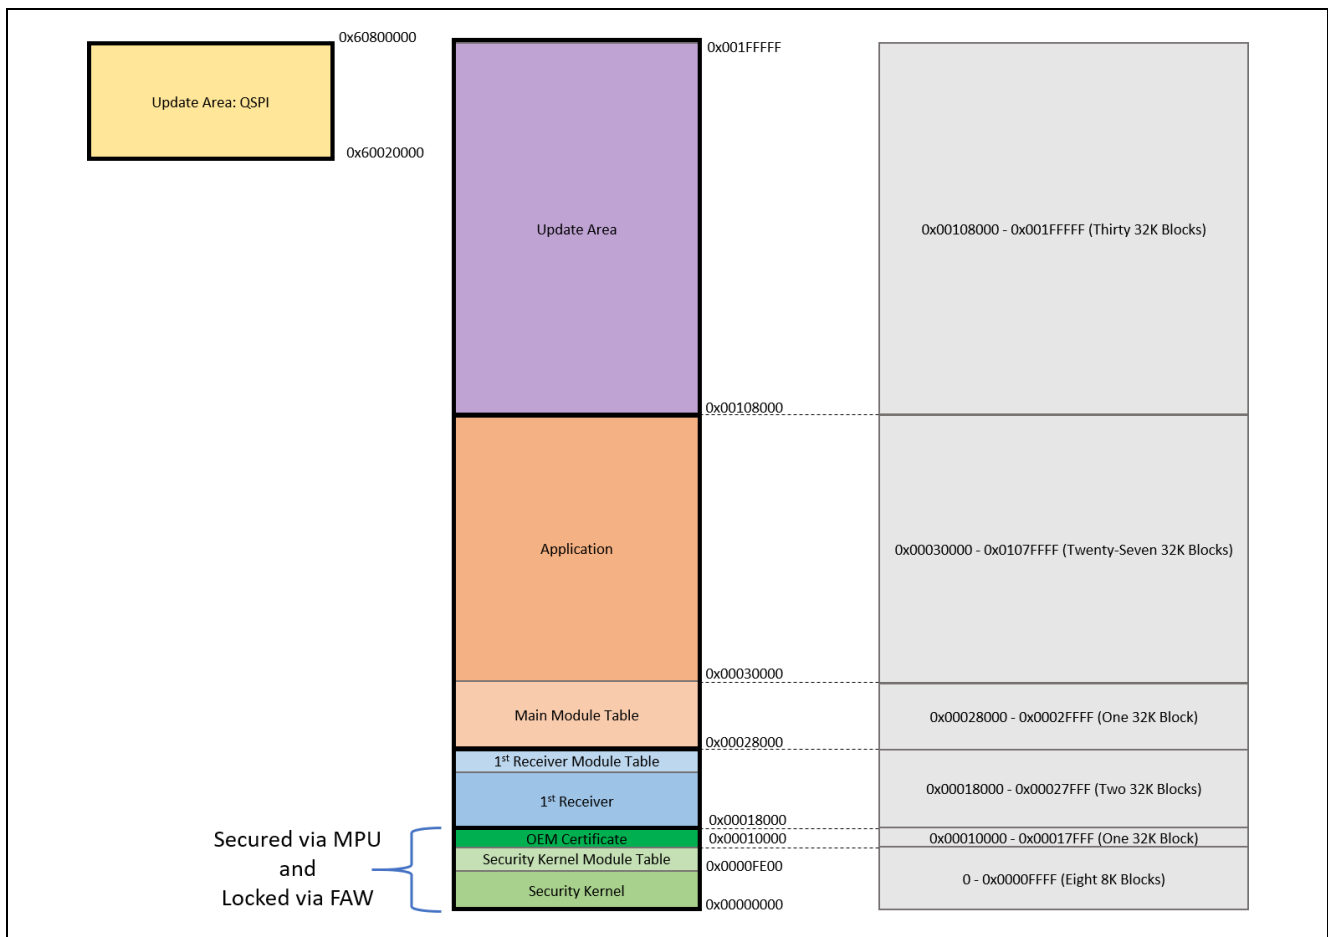 0x60800000
Update Area: QSPI
0x60020000
0x001FFFFF
Update Area
0x00108000 - 0x001FFFFF (Thirty 32K Blocks)
0x00108000
Application
0x00030000 - 0x0107FFFF (Twenty-Seven 32K Blocks)
0x00030000
Main Module Table
0x00028000 - 0x0002FFFF (One 32K Block)
0x00028000
1st Receiver Module Table
0x00018000 - 0x00027FFF (Two 32K Blocks)
1st Receiver
0x00018000
OEM Certificate
0x00010000
0x00010000 - 0x00017FFF (One 32K Block)
Security Kernel Module Table
0x0000FE00
0 - 0x0000FFFF (Eight 8K Blocks)
Security Kernel
0x00000000
Secured via MPU
and
Locked via FAW